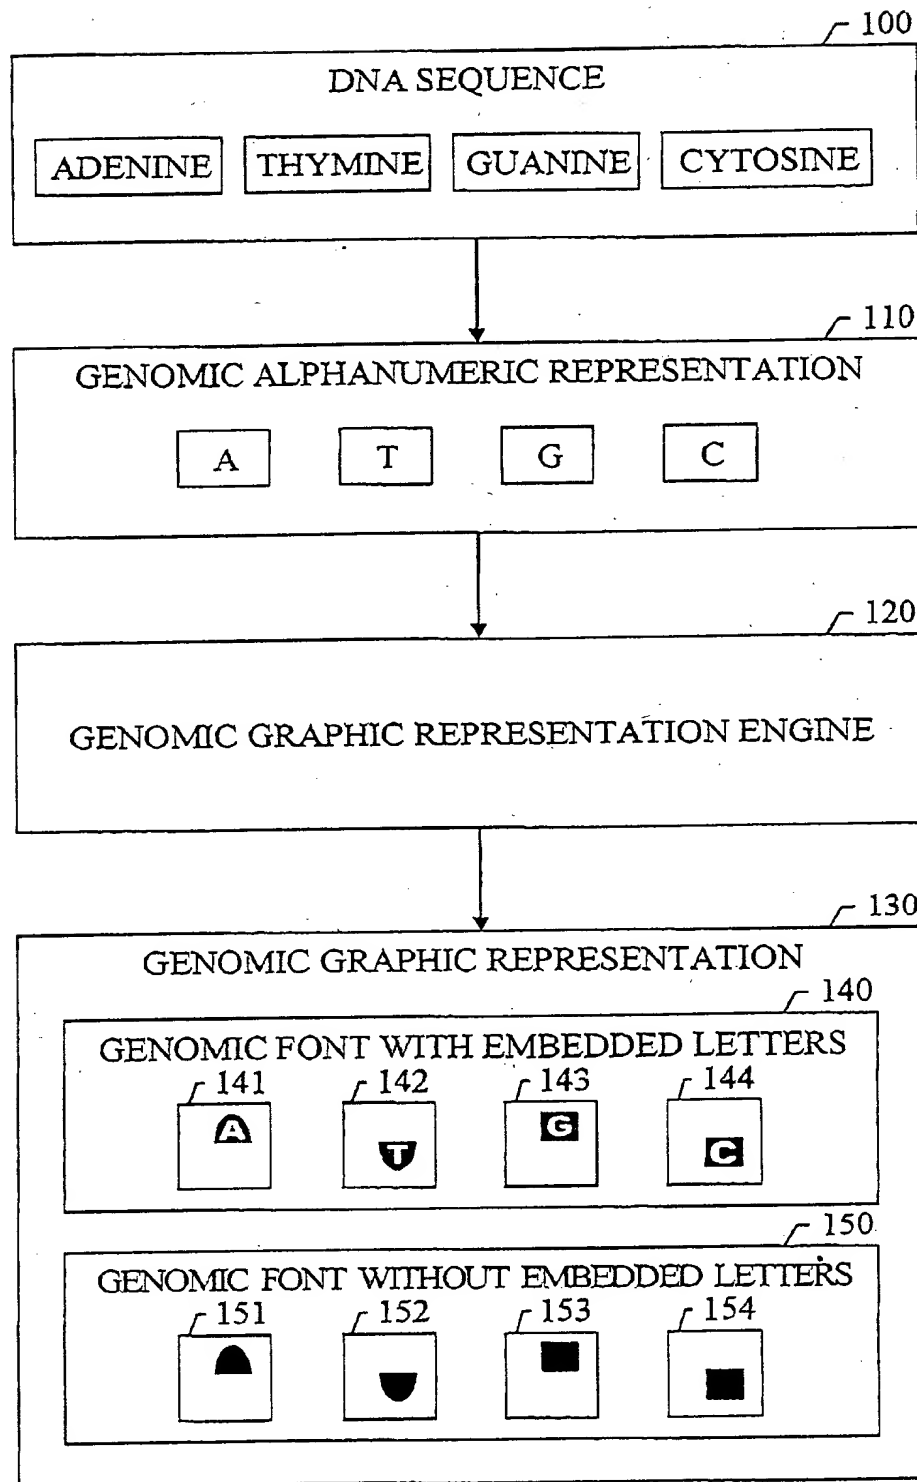 100
DNA SEQUENCE
ADENINE THYMINE GUANINE CYTOSINE
110
GENOMIC ALPHANUMERIC REPRESENTATION
A T G C
120
GENOMIC GRAPHIC REPRESENTATION ENGINE
130
GENOMIC GRAPHIC REPRESENTATION
140
GENOMIC FONT WITH EMBEDDED LETTERS
141 142 143 144
A T G C
150
GENOMIC FONT WITHOUT EMBEDDED LETTERS
151 152 153 154